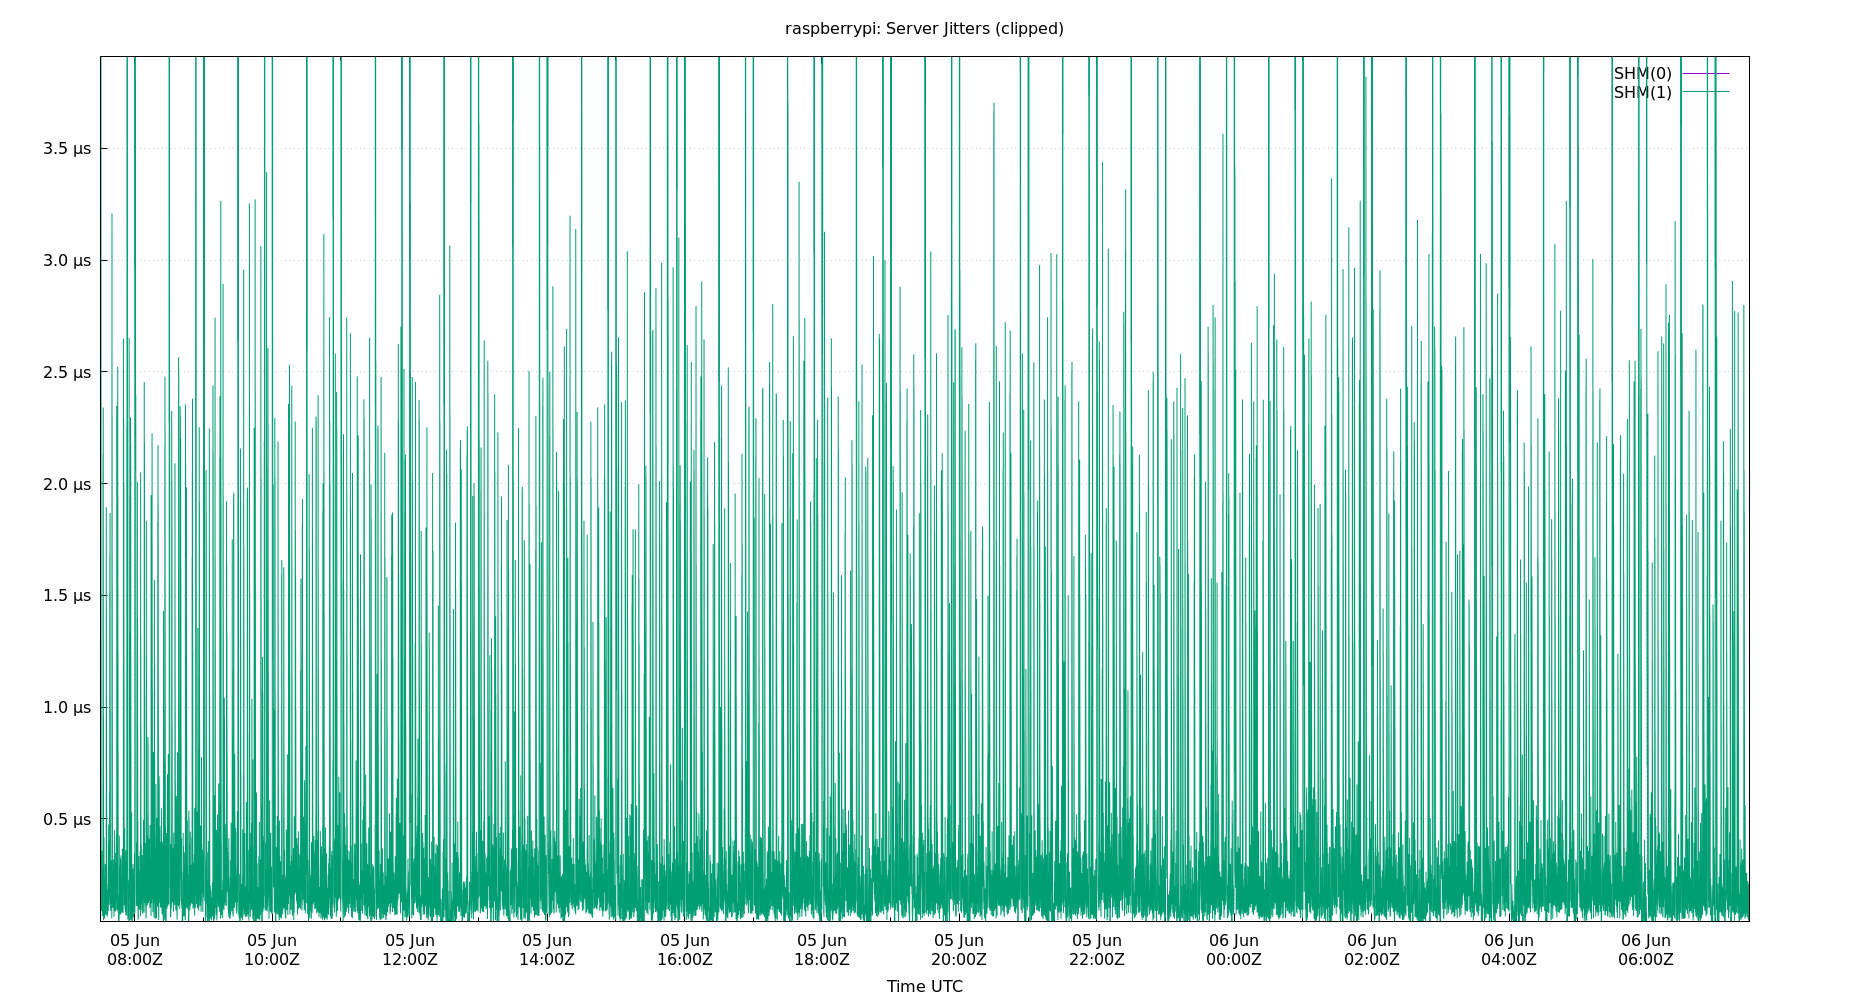 raspberrypi: Server Jitters (clipped)
SHM(0)
SHM(1)
3.5 µs
3.0 µs
2.5 µs
2.0 µs
1.5 µs
1.0 µs
0.5 µs
05 Jun 05 Jun 05 Jun 05 Jun 05 Jun 05 Jun 05 Jun 05 Jun 06 Jun 06 Jun 06 Jun 06 Jun
08:00Z 10:00Z 12:00Z 14:00Z 16:00Z 18:00Z 20:00Z 22:00Z 00:00Z 02:00Z 04:00Z 06:00Z
Time UTC